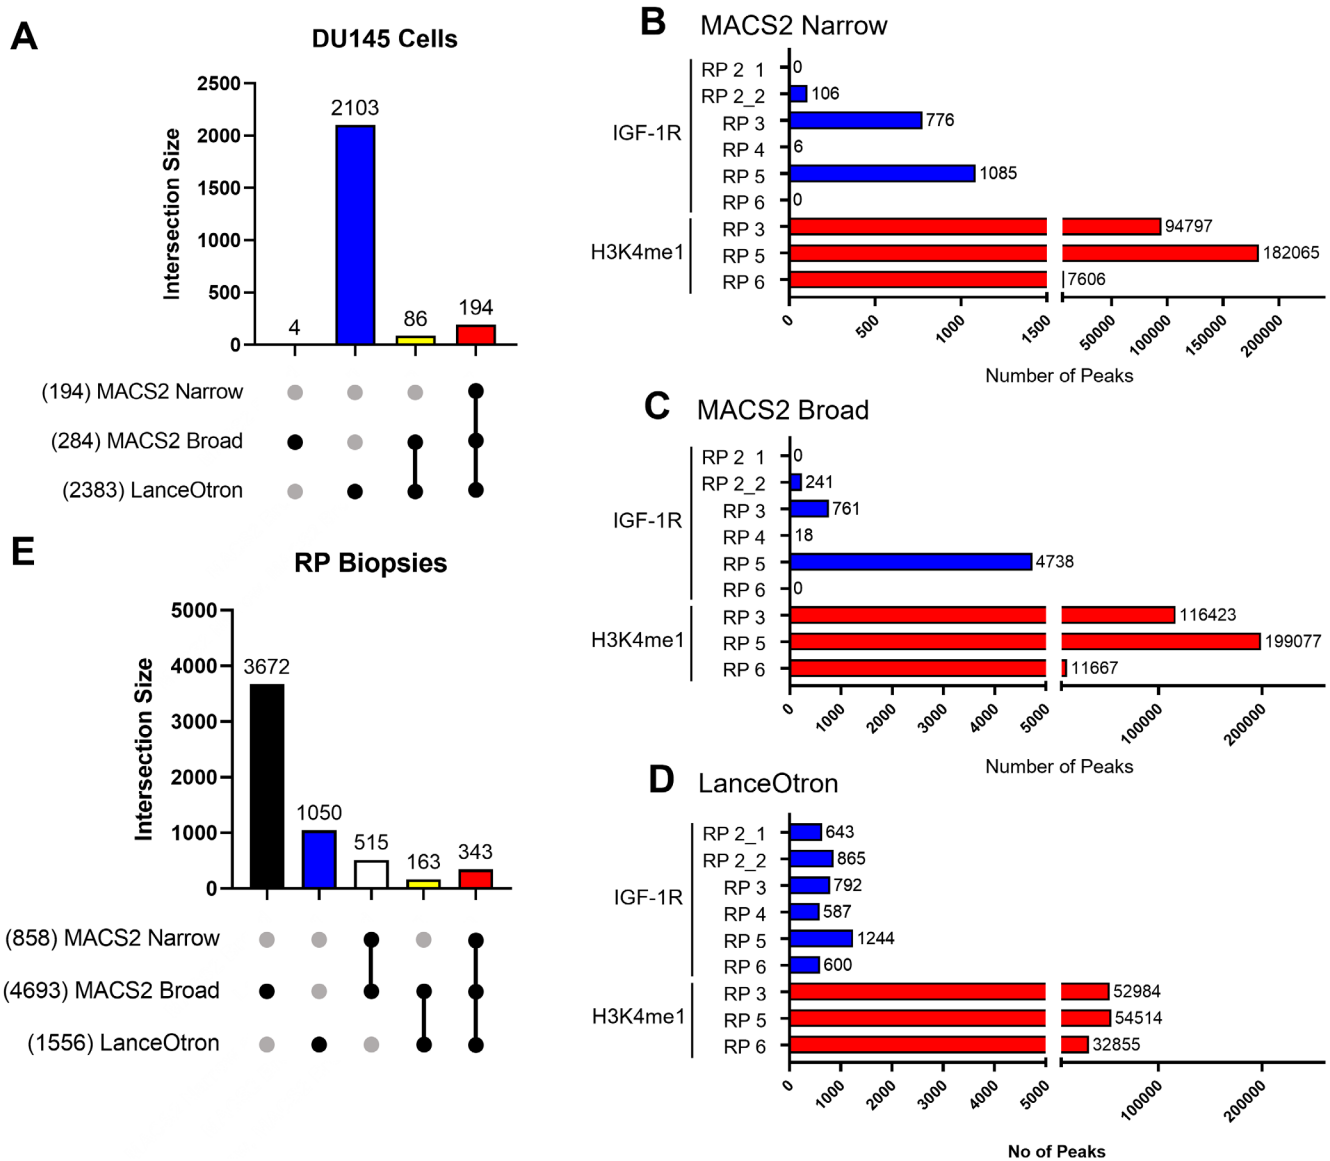 A
DU145 Cells
Intersection Size
2500
2000
1500
1000
500
0
4
2103
86
194
(194) MACS2 Narrow
(284) MACS2 Broad
(2383) LanceOtron
B
MACS2 Narrow
IGF-1R
RP 2 1 0
RP 2_2 106
RP 3 776
RP 4 6
RP 5 1085
RP 6 0
H3K4me1
RP 3 94797
RP 5 182065
RP 6 7606
0 500 1000 1500 50000 100000 150000 200000
Number of Peaks
C
MACS2 Broad
IGF-1R
RP 2 1 0
RP 2_2 241
RP 3 761
RP 4 18
RP 5 4738
RP 6 0
H3K4me1
RP 3 116423
RP 5 199077
RP 6 11667
0 1000 2000 3000 4000 5000 100000 200000
Number of Peaks
D
LanceOtron
IGF-1R
RP 2_1 643
RP 2_2 865
RP 3 792
RP 4 587
RP 5 1244
RP 6 600
H3K4me1
RP 3 52984
RP 5 54514
RP 6 32855
0 1000 2000 3000 4000 5000 100000 200000
No of Peaks
E
RP Biopsies
Intersection Size
5000
4000
3000
2000
1000
0
3672
1050
515
163
343
(858) MACS2 Narrow
(4693) MACS2 Broad
(1556) LanceOtron